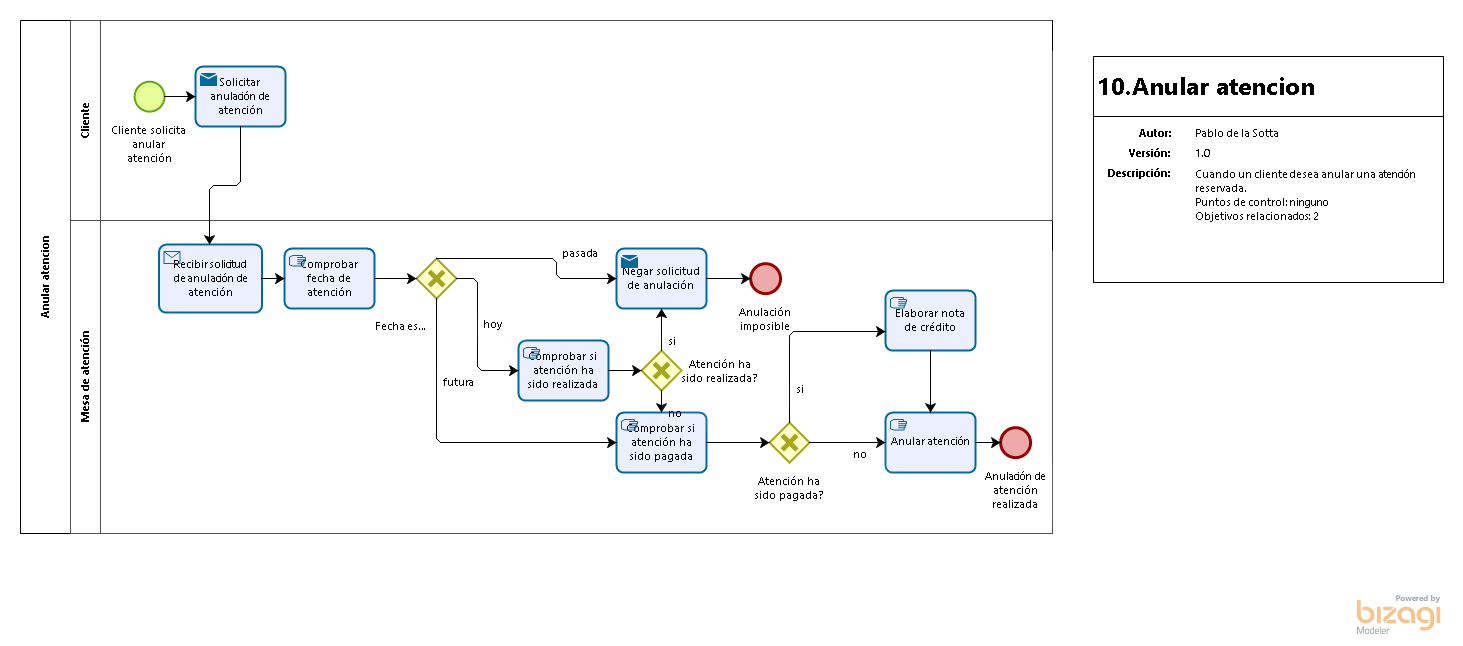 Anular atencion
Cliente
Cliente solicita
anular
atención
Solicitar
anulación de
atención
Mesa de atención
Recibir solicitud
de anulación de
atención
Comprobar
fecha de
atención
Fecha es...
pasada
hoy
futura
Negar solicitud
de anulación
Anulación
imposible
Comprobar si
atención ha
sido realizada
si
Atención ha
sido realizada?
no
Comprobar si
atención ha
sido pagada
Atención ha
sido pagada?
si
no
Elaborar nota
de crédito
Anular atención
Anulación de
atención
realizada
10.Anular atencion
Autor: Pablo de la Sotta
Versión: 1.0
Descripción: Cuando un cliente desea anular una atención
reservada.
Puntos de control: ninguno
Objetivos relacionados: 2
Powered by
bizagi
Modeler